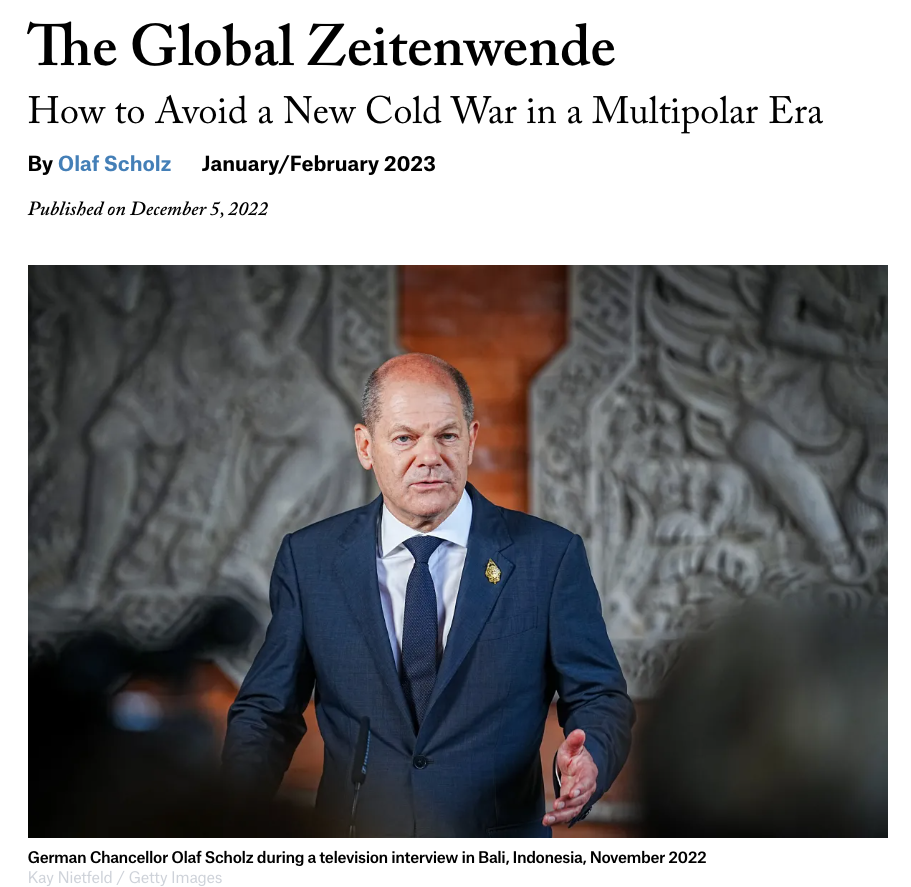 The Global Zeitenwende
How to Avoid a New Cold War in a Multipolar Era
By Olaf Scholz January/February 2023
Published on December 5, 2022
German Chancellor Olaf Scholz during a television interview in Bali, Indonesia, November 2022
Kay Nietfeld / Getty Images